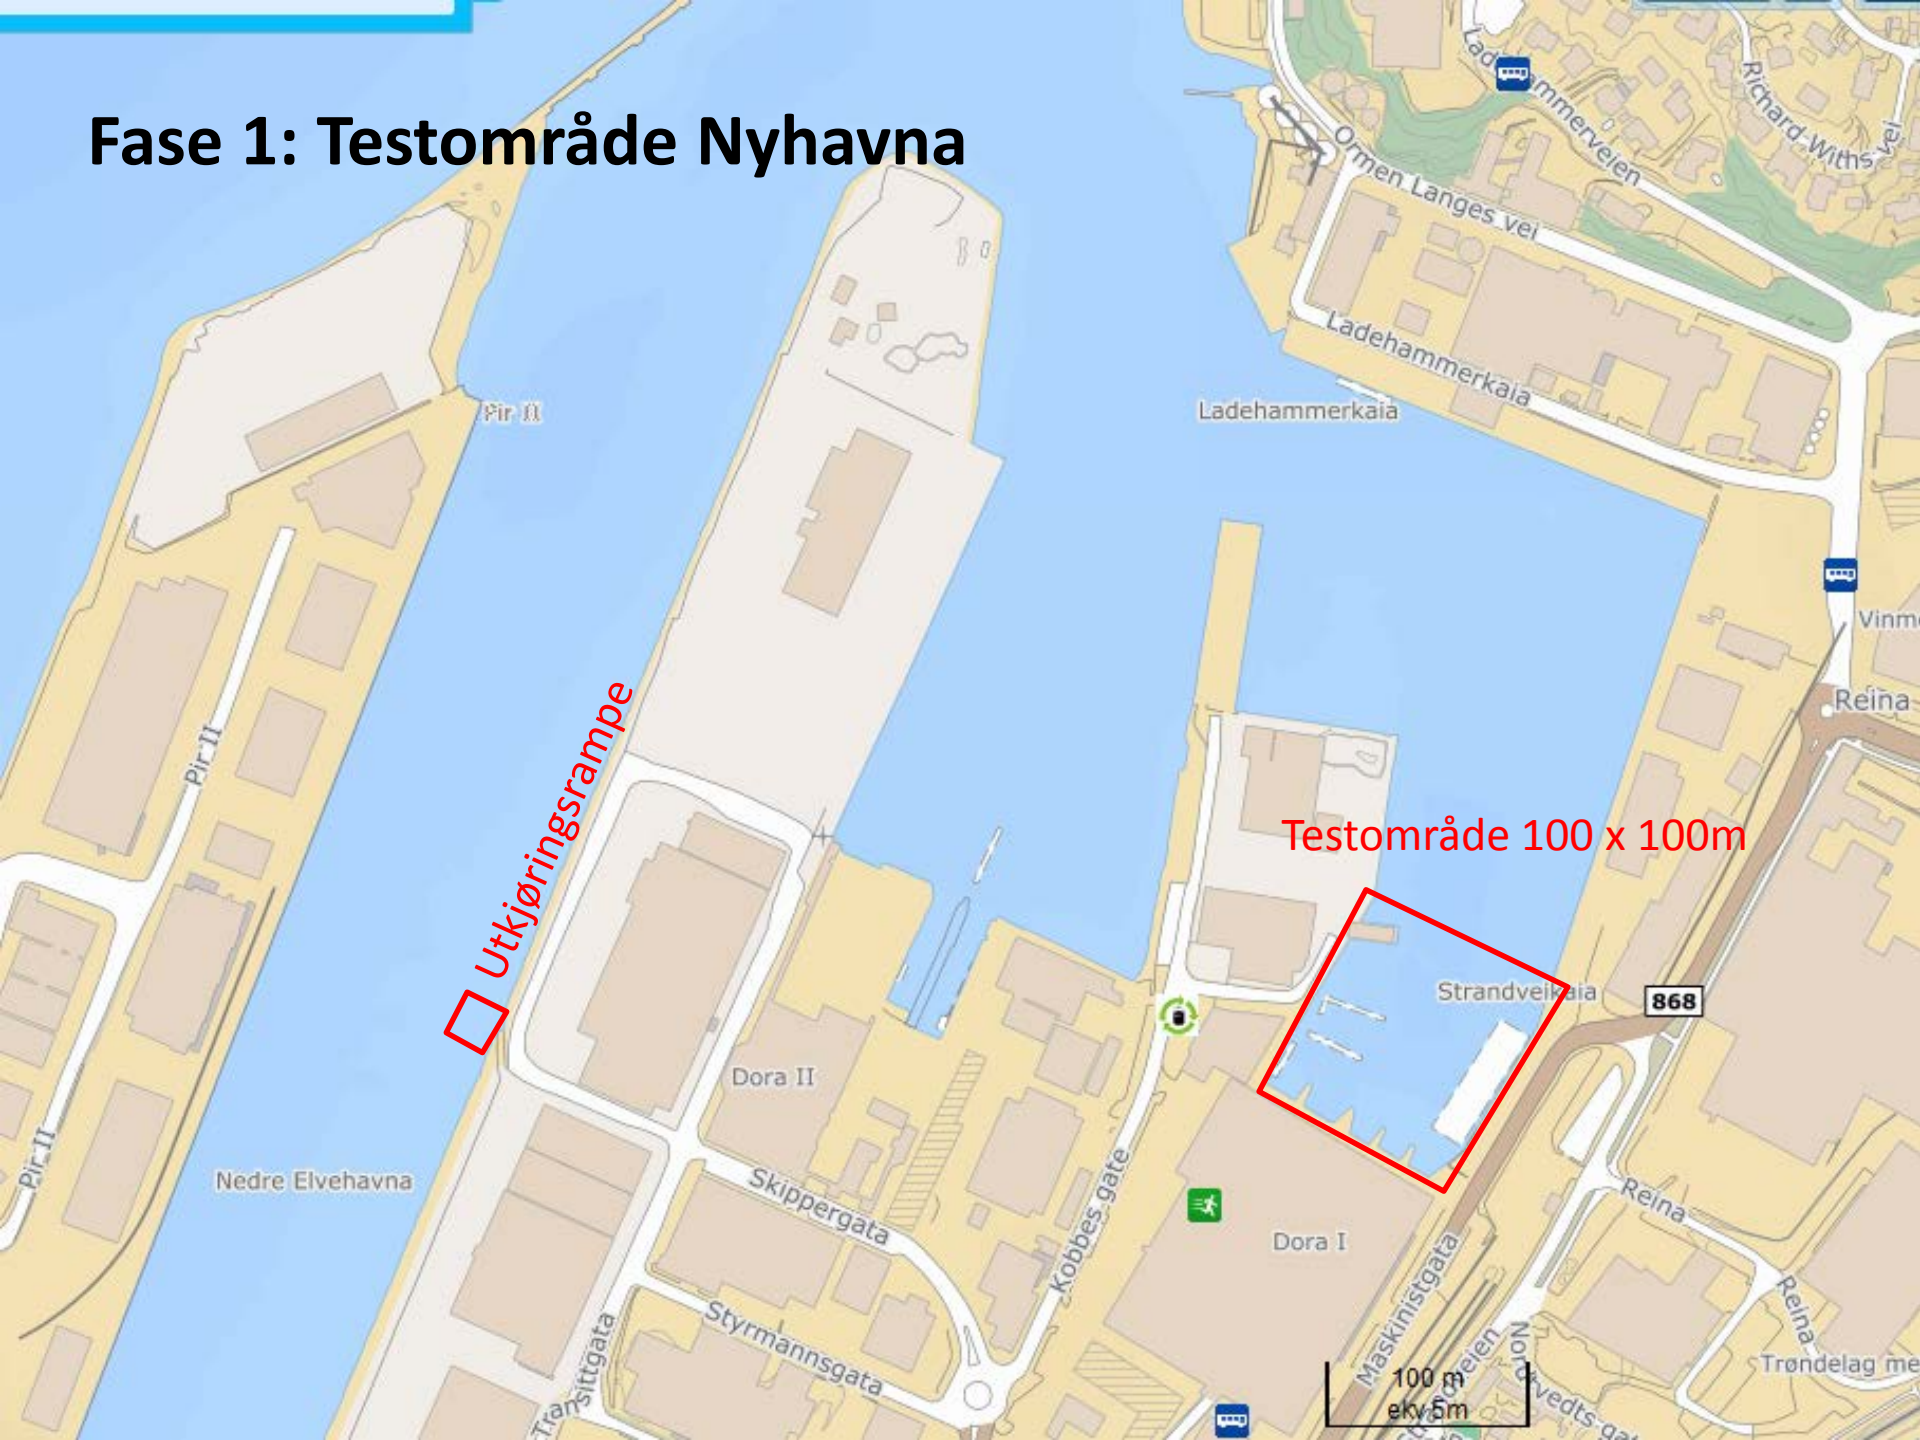 Fase 1: Testområde Nyhavna
Ladehammerveien
Richard Withs vei
Ormen Langes vei
Ladehammerkaia
Ladehammerkaia
Pir II
Vinm
Reina
Pir II
Utkjøringsrampe
Testområde 100 x 100m
Strandveikaia
868
Dora II
Nedre Elvehavna
Pir II
Skippergata
Kobbes gate
Dora I
Reina
Reina
Maskinistgata
Styrmannsgata
Transittgata
Trøndelag me
100 m
ekv 5m